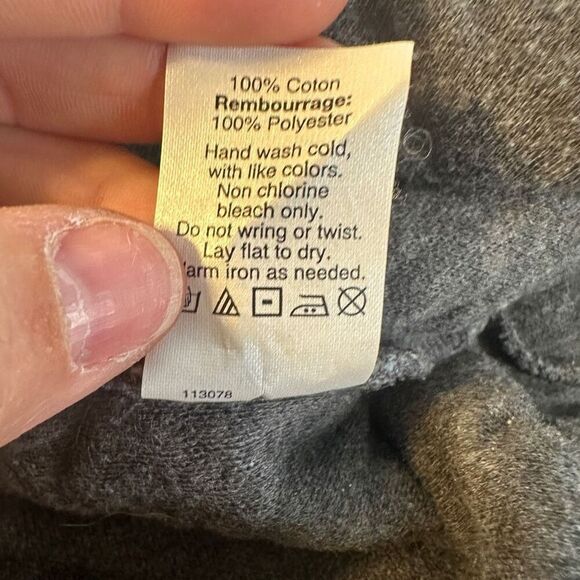 100% Coton
Rembourrage:
100% Polyester
Hand wash cold,
with like colors.
Non chlorine
bleach only.
Do not wring or twist.
Lay flat to dry.
iron as needed.
113078